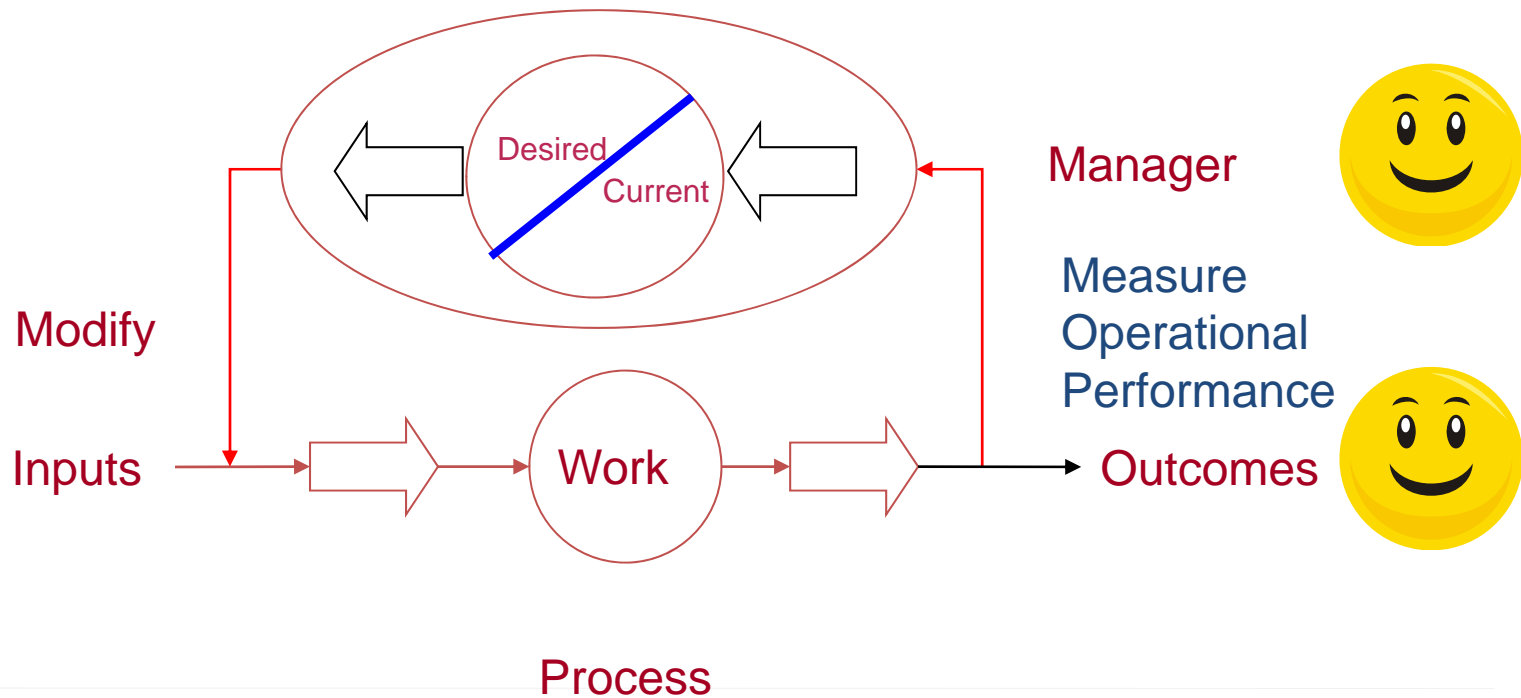 Desired
Current
Manager
Measure
Operational
Performance
Modify
Inputs
Work
Outcomes
Process